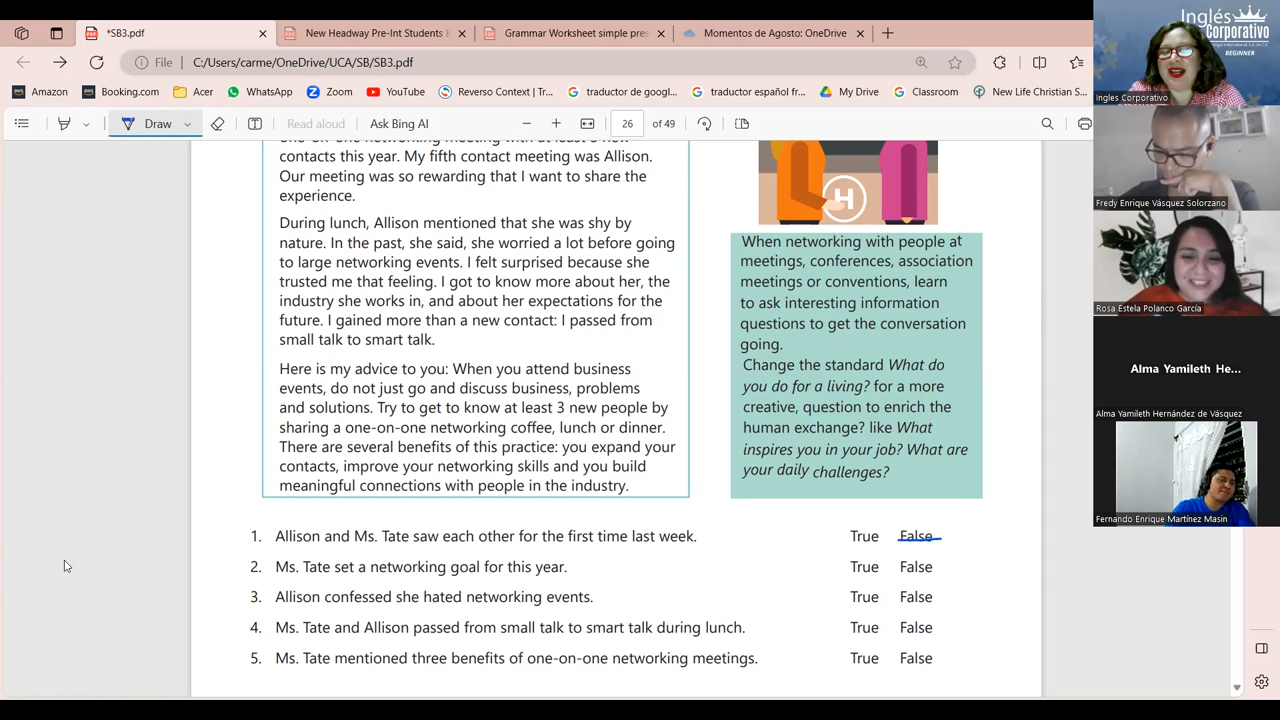 *SB3.pdf
New Headway Pre-Int Students B
Grammar Worksheet simple pres
Momentos de Agosto: OneDrive
File C:/Users/carme/OneDrive/UCA/SB/SB3.pdf
Amazon
Booking.com
Acer
WhatsApp
Zoom
YouTube
Reverso Context | Tr...
traductor de googl...
traductor español fr...
My Drive
Classroom
New Life Christian S...
Draw
Read aloud
Ask Bing AI
26 of 49
contacts this year. My fifth contact meeting was Allison.
Our meeting was so rewarding that I want to share the
experience.
During lunch, Allison mentioned that she was shy by
nature. In the past, she said, she worried a lot before going
to large networking events. I felt surprised because she
trusted me that feeling. I got to know more about her, the
industry she works in, and about her expectations for the
future. I gained more than a new contact: I passed from
small talk to smart talk.
Here is my advice to you: When you attend business
events, do not just go and discuss business, problems
and solutions. Try to get to know at least 3 new people by
sharing a one-on-one networking coffee, lunch or dinner.
There are several benefits of this practice: you expand your
contacts, improve your networking skills and you build
meaningful connections with people in the industry.
H
When networking with people at
meetings, conferences, association
meetings or conventions, learn
to ask interesting information
questions to get the conversation
going.
Change the standard What do
you do for a living? for a more
creative, question to enrich the
human exchange? like What
inspires you in your job? What are
your daily challenges?
1. Allison and Ms. Tate saw each other for the first time last week. True False
2. Ms. Tate set a networking goal for this year. True False
3. Allison confessed she hated networking events. True False
4. Ms. Tate and Allison passed from small talk to smart talk during lunch. True False
5. Ms. Tate mentioned three benefits of one-on-one networking meetings. True False
Inglés
Corporativo
BEGINNER
Ingles Corporativo
Fredy Enrique Vásquez Solorzano
Rosa Estela Polanco García
Alma Yamileth He...
Alma Yamileth Hernández de Vásquez
Fernando Enrique Martínez Masin